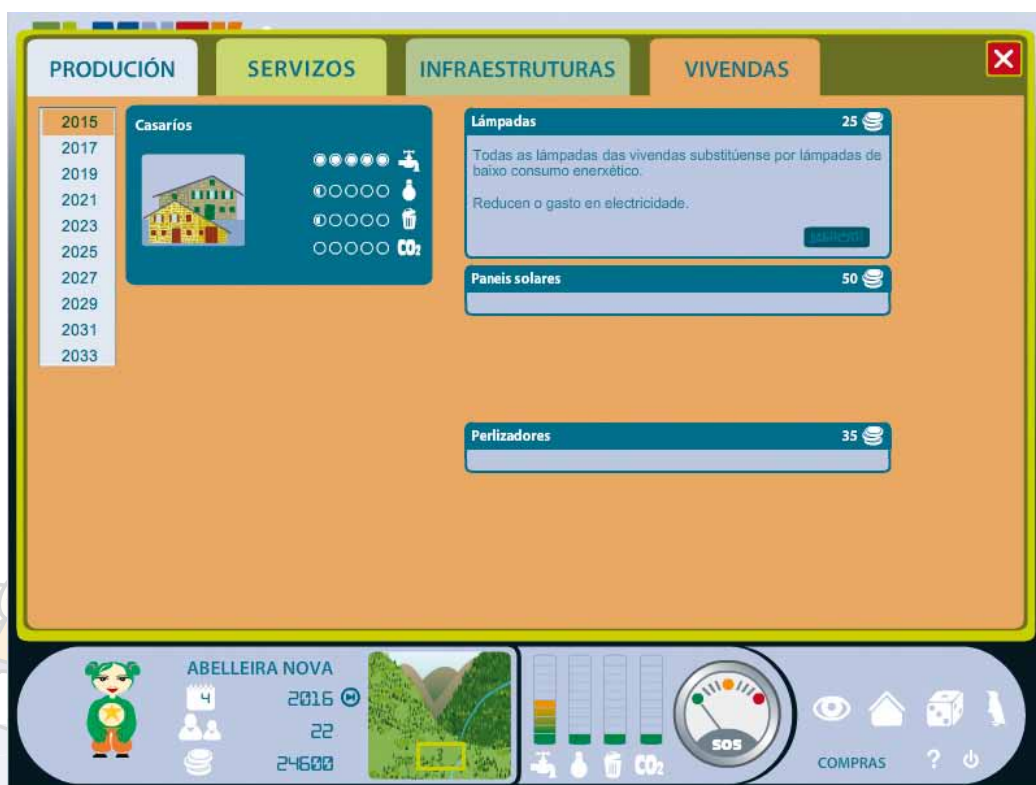 PRODUCIÓN
SERVIZOS
INFRAESTRUTURAS
VIVENDAS
2015
2017
2019
2021
2023
2025
2027
2029
2031
2033
Casaríos
CO₂
Lámpadas 25
Todas as lámpadas das vivendas substitúense por lámpadas de
baixo consumo enerxético.
Reducen o gasto en electricidade.
Paneis solares 50
Perlizadores 35
ABELLEIRA NOVA
4 2016
22
24600
CO₂
SOS
COMPRAS ?